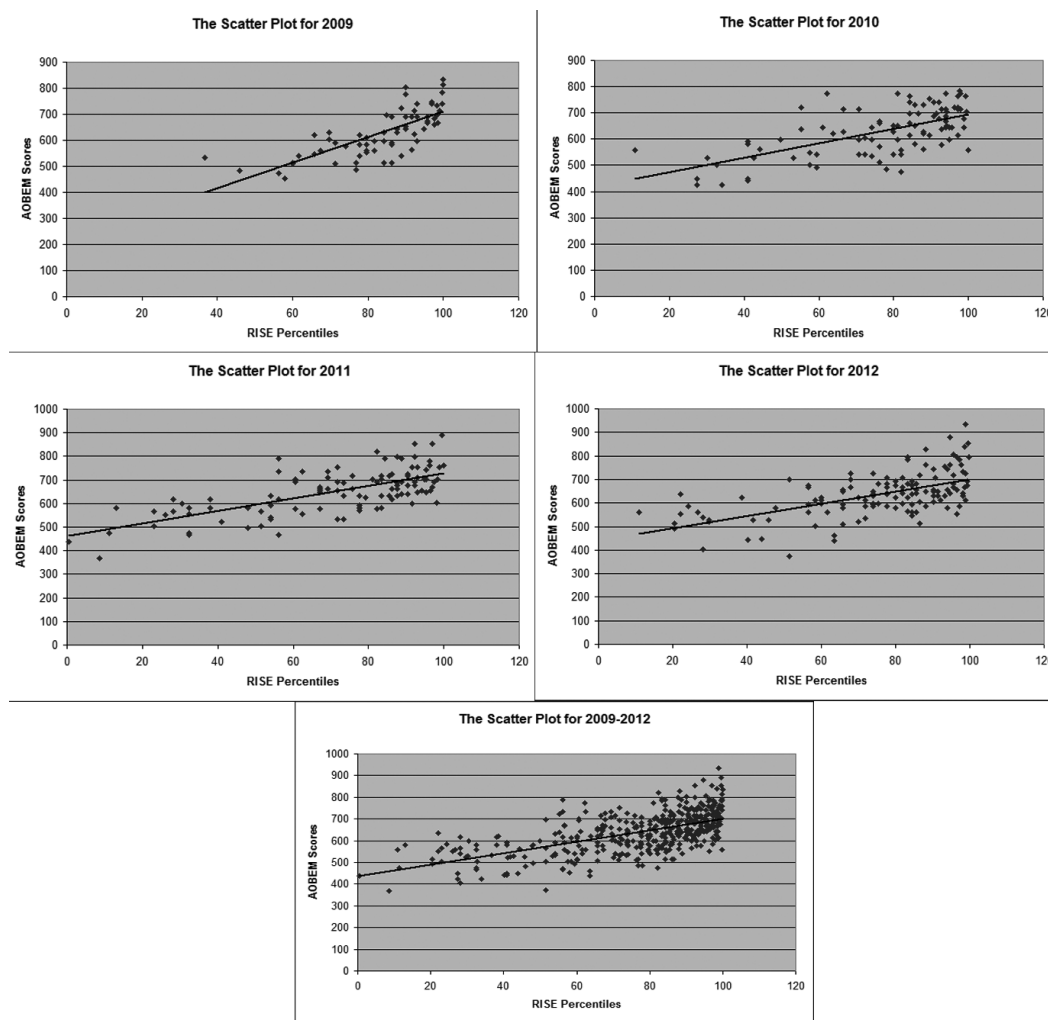 The Scatter Plot for 2009
AOBEM Scores
900
800
700
600
500
400
300
200
100
0
0 20 40 60 80 100 120
RISE Percentiles
The Scatter Plot for 2010
AOBEM Scores
900
800
700
600
500
400
300
200
100
0
0 20 40 60 80 100 120
RISE Percentiles
The Scatter Plot for 2011
AOBEM Scores
1000
900
800
700
600
500
400
300
200
100
0
0 20 40 60 80 100 120
RISE Percentiles
The Scatter Plot for 2012
AOBEM Scores
1000
900
800
700
600
500
400
300
200
100
0
0 20 40 60 80 100 120
RISE Percentiles
The Scatter Plot for 2009-2012
AOBEM Scores
1000
900
800
700
600
500
400
300
200
100
0
0 20 40 60 80 100 120
RISE Percentiles